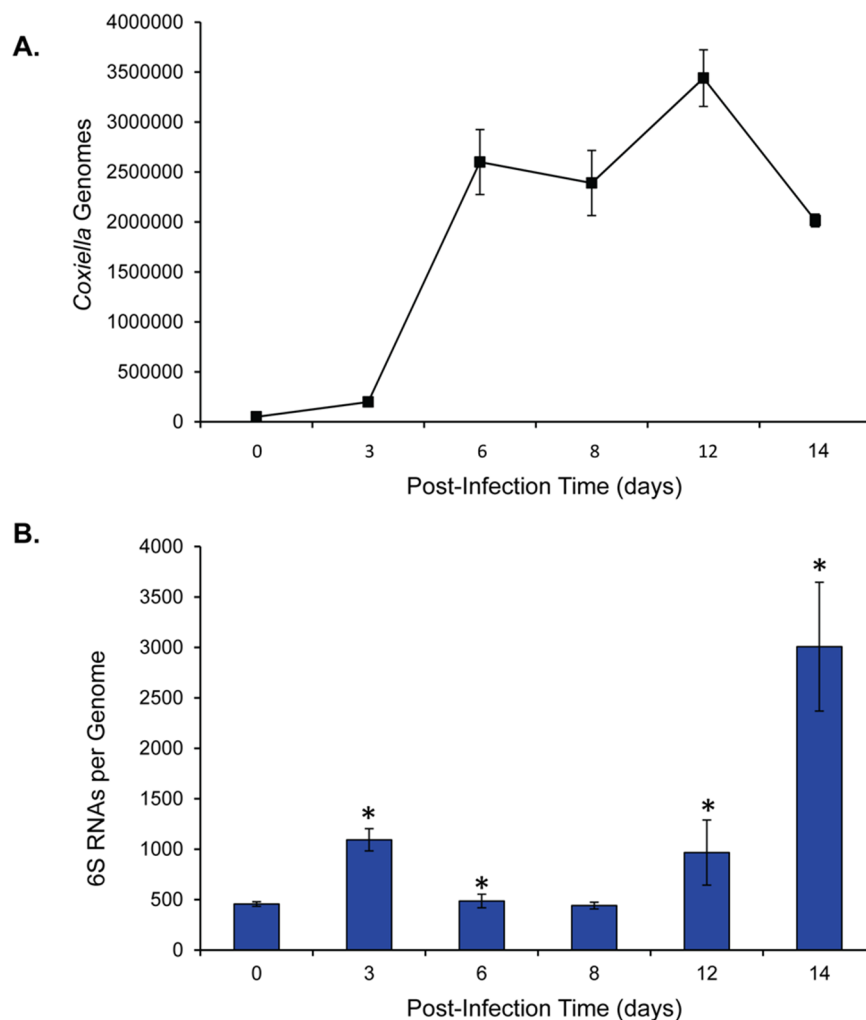 A.
4000000
3500000
3000000
2500000
2000000
1500000
1000000
500000
0
Coxiella Genomes
0 3 6 8 12 14
Post-Infection Time (days)
B.
4000
3500
3000
2500
2000
1500
1000
500
0
6S RNAs per Genome
* * * *
0 3 6 8 12 14
Post-Infection Time (days)